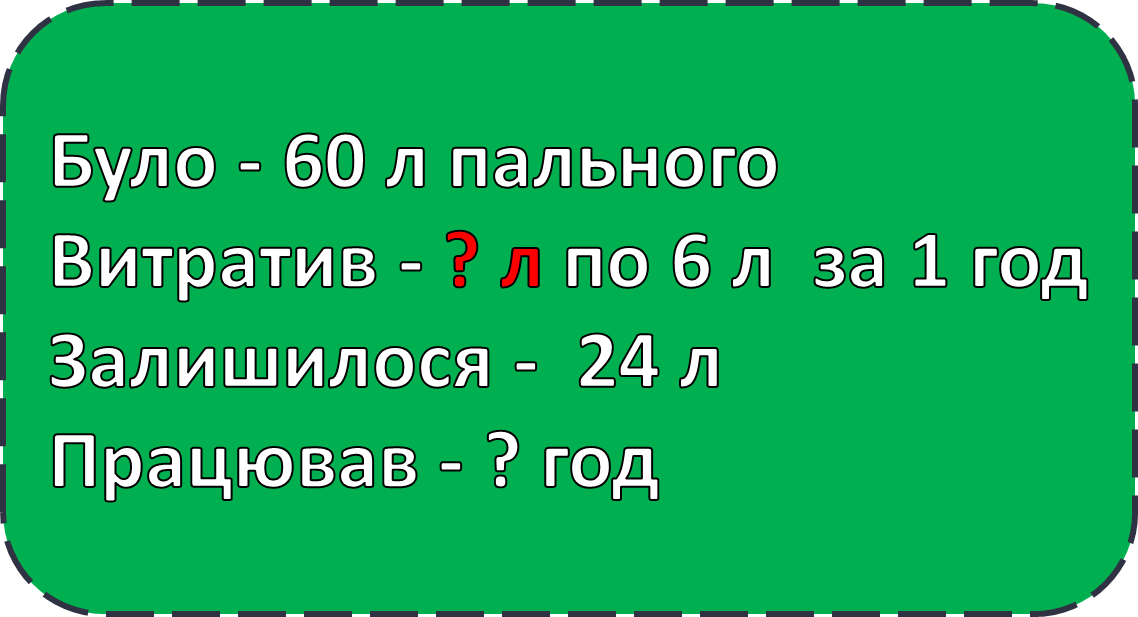 Було - 60 л пального
Витратив - ? л по 6 л за 1 год
Залишилося - 24 л
Працював - ? год